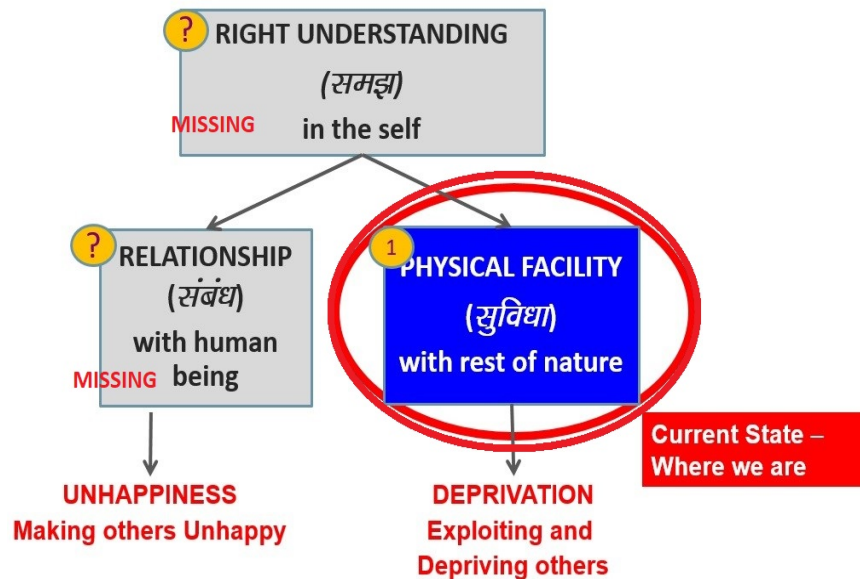 ?
RIGHT UNDERSTANDING
(समझ)
MISSING
in the self
?
RELATIONSHIP
(संबंध)
with human
MISSING being
1
PHYSICAL FACILITY
(सुविधा)
with rest of nature
Current State –
Where we are
UNHAPPINESS
Making others Unhappy
DEPRIVATION
Exploiting and
Depriving others